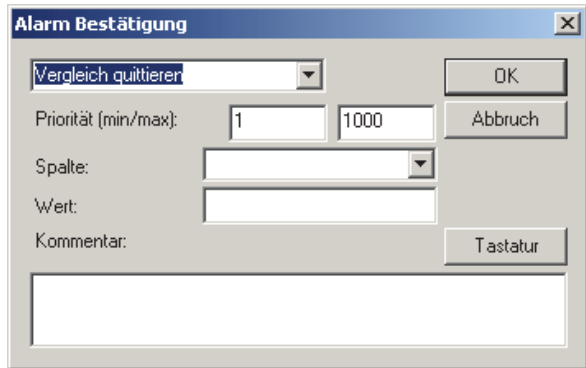 Alarm Bestätigung
Vergleich quittieren
OK
Priorität (min/max): 1 1000
Abbruch
Spalte:
Wert:
Kommentar:
Tastatur